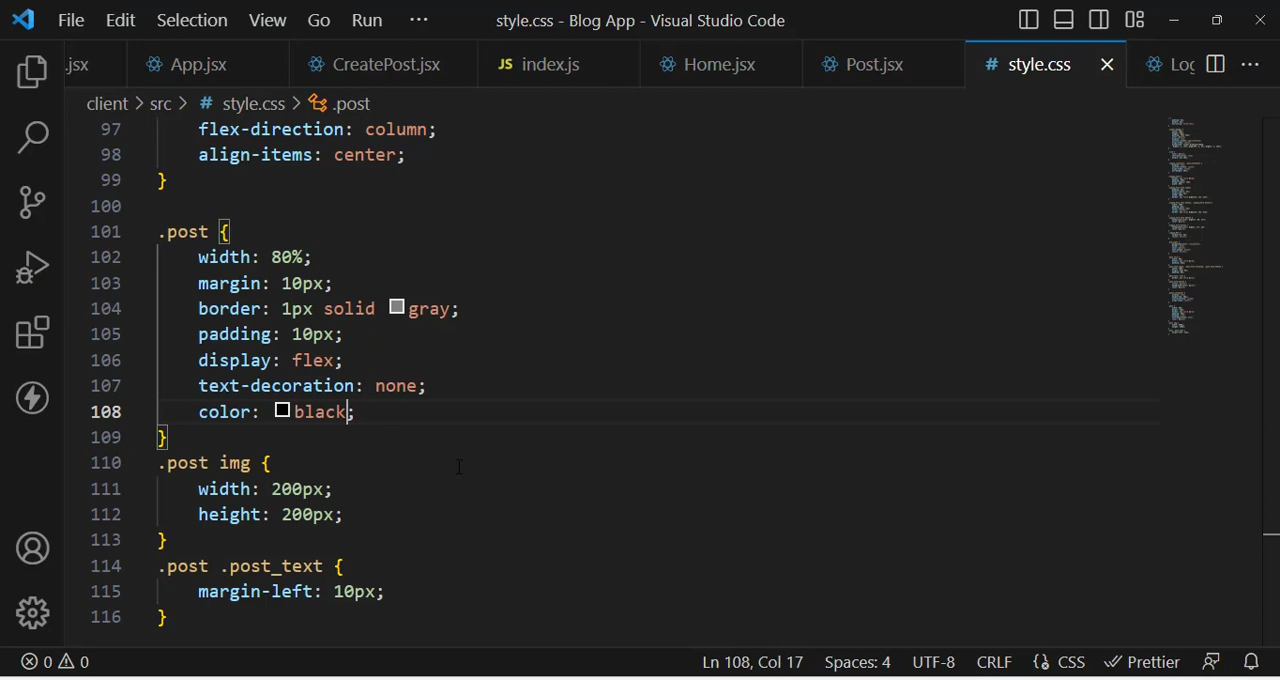 File Edit Selection View Go Run ··· style.css - Blog App - Visual Studio Code
.jsx App.jsx CreatePost.jsx JS index.js Home.jsx Post.jsx # style.css Log
client > src > # style.css > .post
97 flex-direction: column;
98 align-items: center;
99 }
100
101 .post {
102 width: 80%;
103 margin: 10px;
104 border: 1px solid gray;
105 padding: 10px;
106 display: flex;
107 text-decoration: none;
108 color: black;
109 }
110 .post img {
111 width: 200px;
112 height: 200px;
113 }
114 .post .post_text {
115 margin-left: 10px;
116 }
0 0 Ln 108, Col 17 Spaces: 4 UTF-8 CRLF {} CSS Prettier